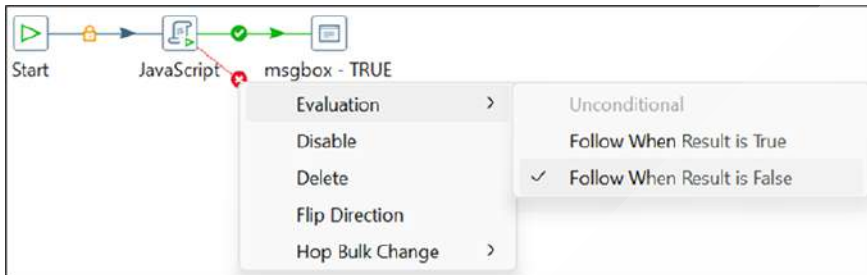 Start
JavaScript
msgbox - TRUE
Evaluation
Disable
Delete
Flip Direction
Hop Bulk Change
Unconditional
Follow When Result is True
Follow When Result is False